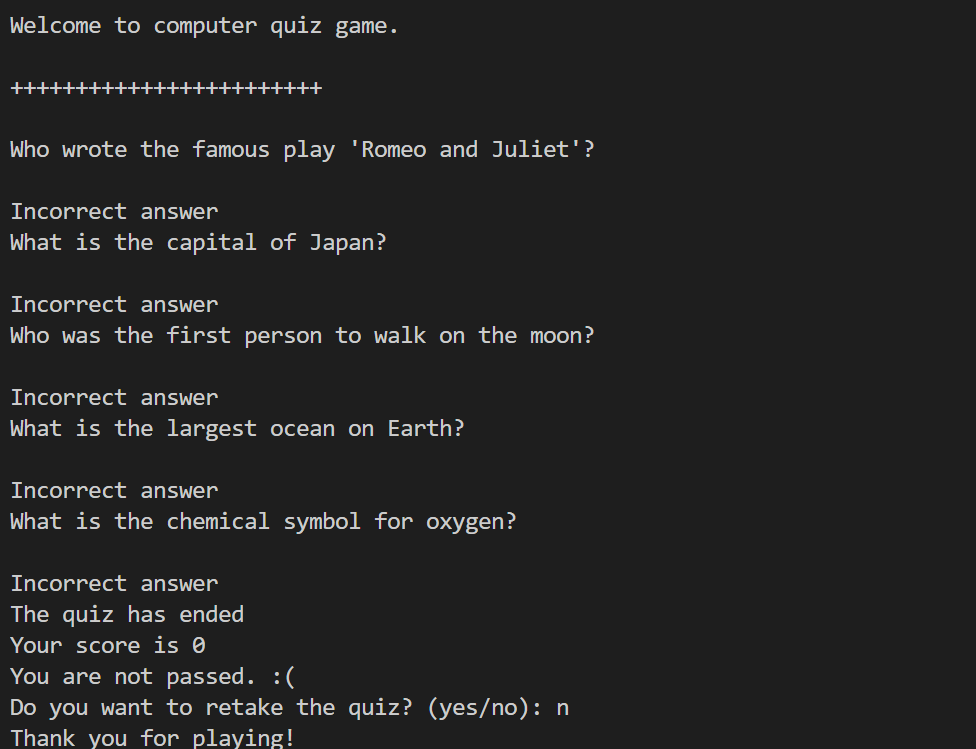 Welcome to computer quiz game.
++++++++++++++++++++++++
Who wrote the famous play 'Romeo and Juliet'?
Incorrect answer
What is the capital of Japan?
Incorrect answer
Who was the first person to walk on the moon?
Incorrect answer
What is the largest ocean on Earth?
Incorrect answer
What is the chemical symbol for oxygen?
Incorrect answer
The quiz has ended
Your score is 0
You are not passed. :(
Do you want to retake the quiz? (yes/no): n
Thank you for playing!